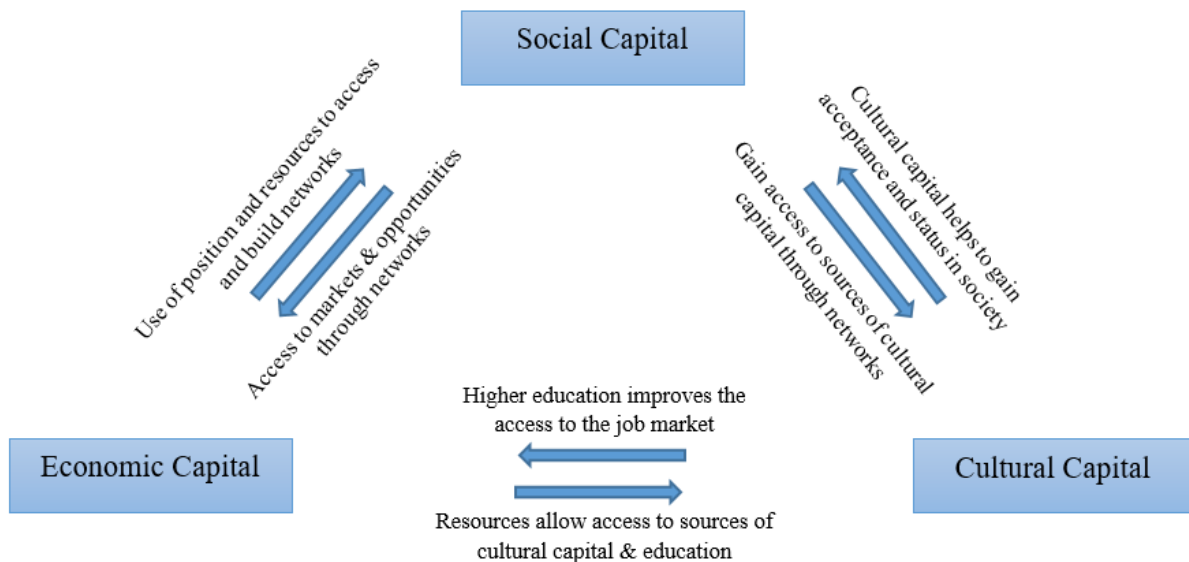 Social Capital
Use of position and resources to access
and build networks
Access to markets & opportunities
through networks
Cultural capital helps to gain
acceptance and status in society
Gain access to sources of cultural
capital through networks
Higher education improves the
access to the job market
Economic Capital
Cultural Capital
Resources allow access to sources of
cultural capital & education